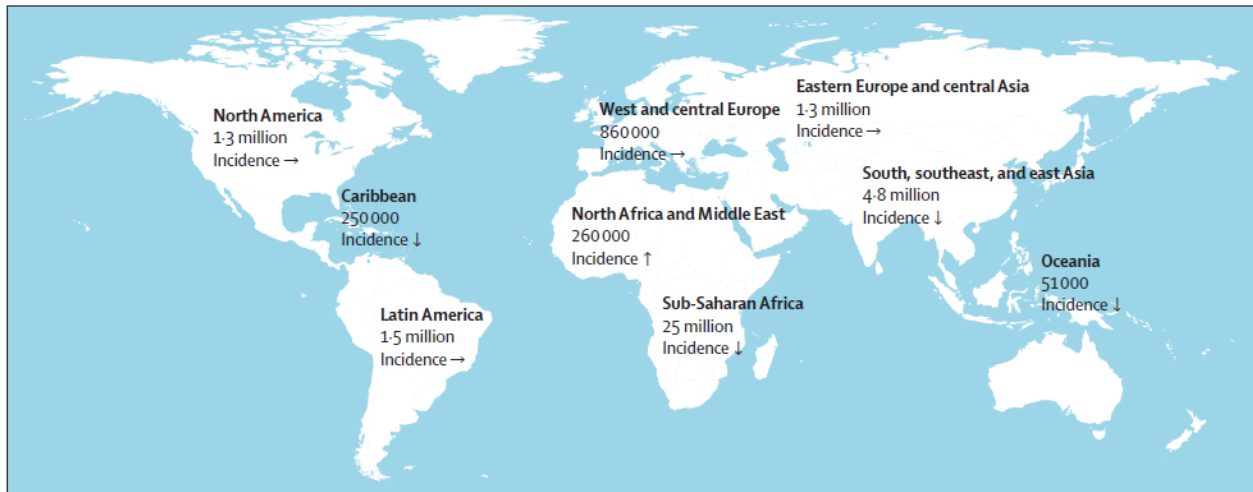 North America
1·3 million
Incidence →
Caribbean
250 000
Incidence ↓
Latin America
1·5 million
Incidence →
West and central Europe
860 000
Incidence →
North Africa and Middle East
260 000
Incidence ↑
Sub-Saharan Africa
25 million
Incidence ↓
Eastern Europe and central Asia
1·3 million
Incidence →
South, southeast, and east Asia
4·8 million
Incidence ↓
Oceania
51 000
Incidence ↓